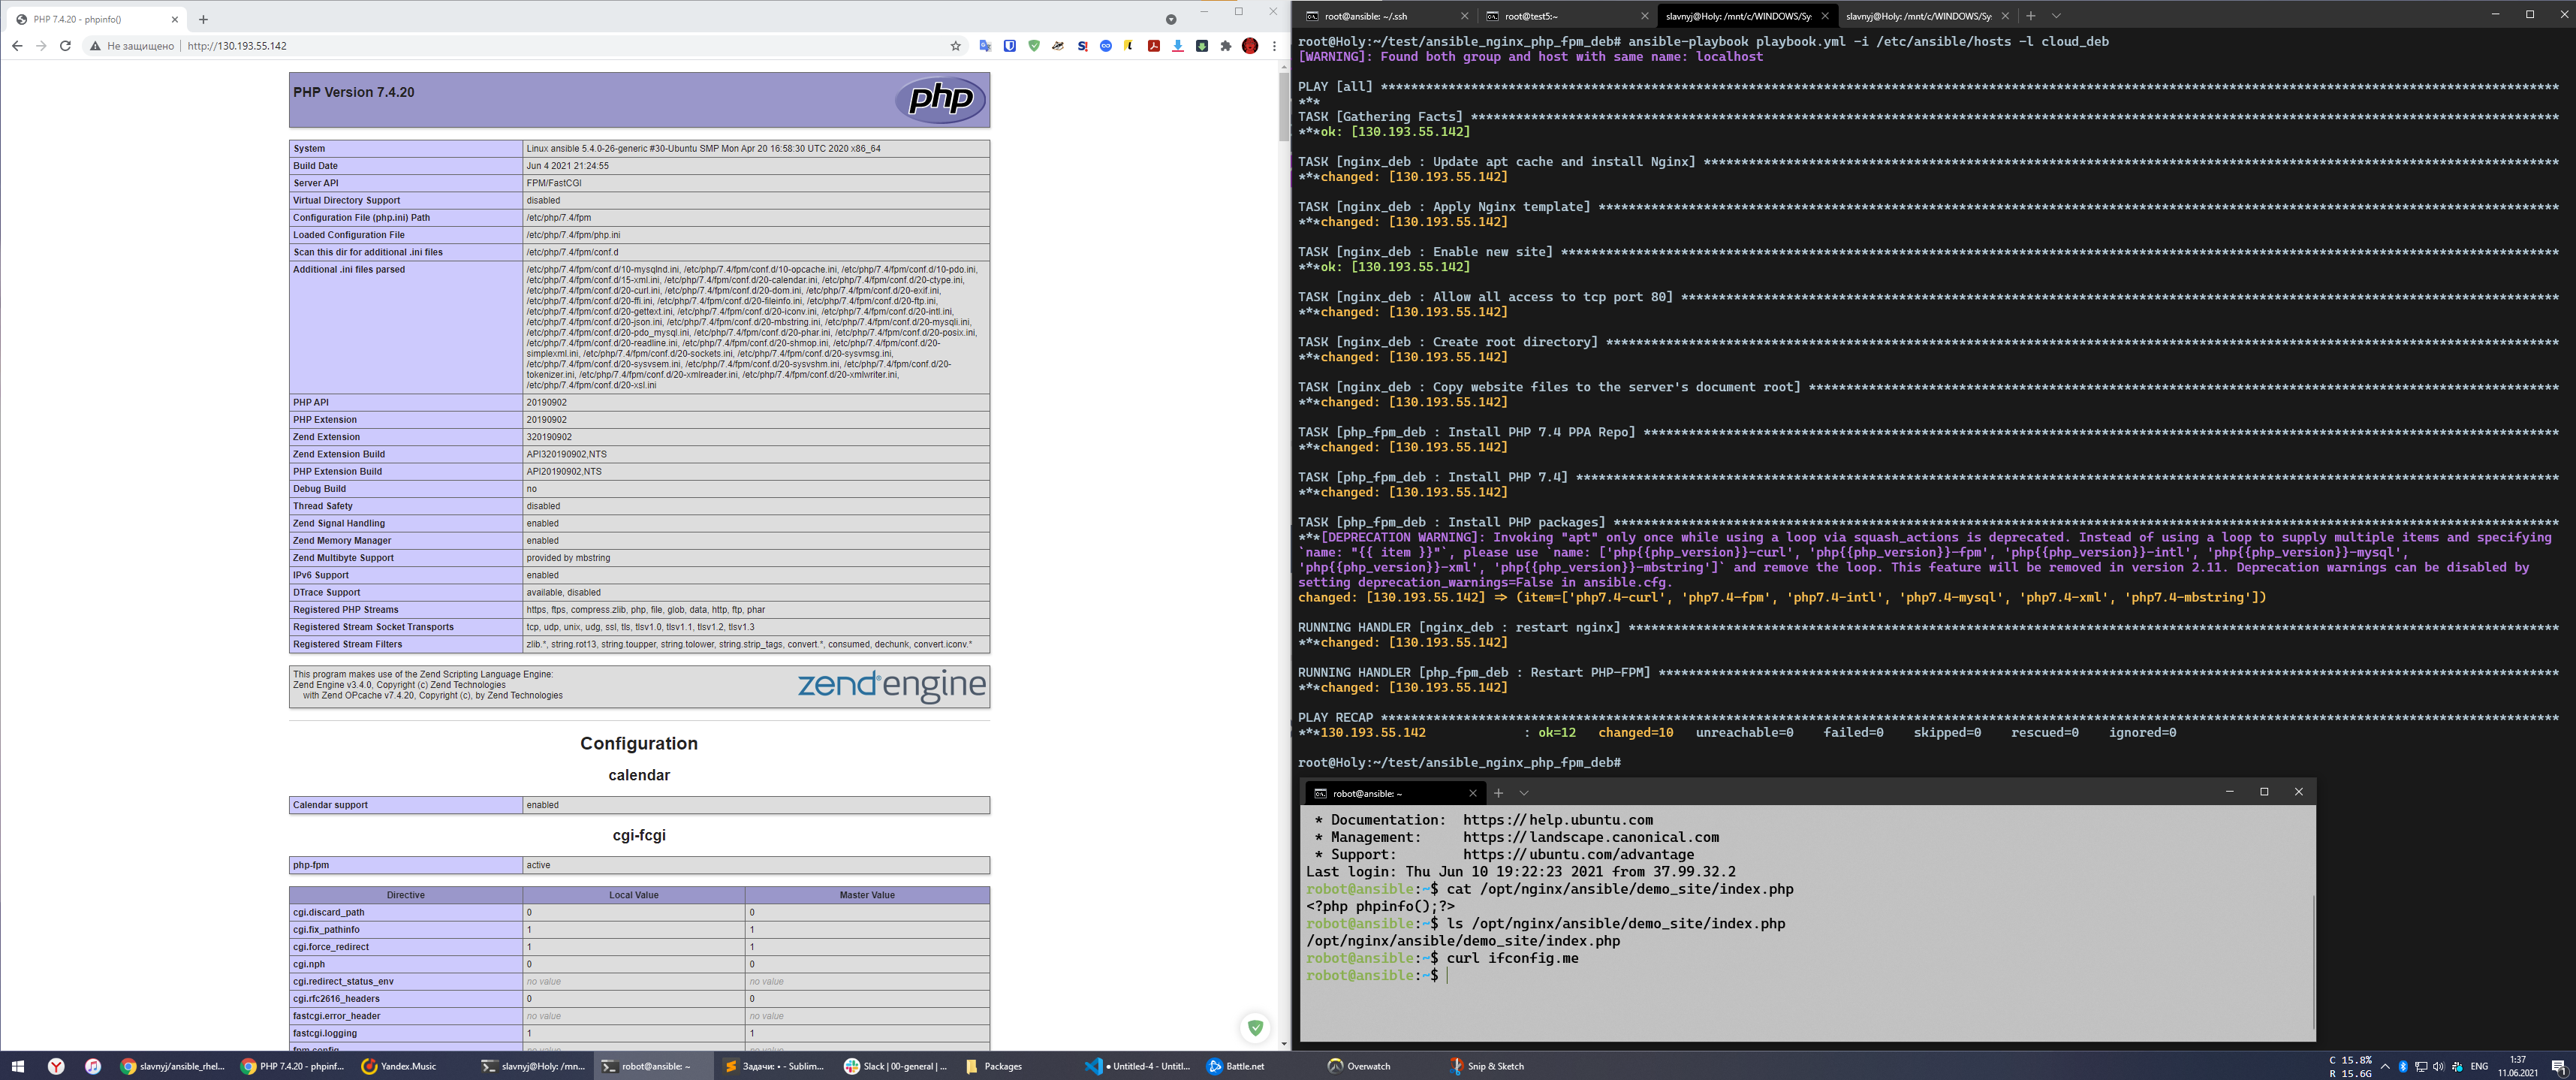 PHP 7.4.20 - phpinfo()
Не защищено
http://130.193.55.142
PHP Version 7.4.20
php
System Linux ansible 5.4.0-26-generic #30-Ubuntu SMP Mon Apr 20 16:58:30 UTC 2020 x86_64
Build Date Jun 4 2021 21:24:55
Server API FPM/FastCGI
Virtual Directory Support disabled
Configuration File (php.ini) Path /etc/php/7.4/fpm
Loaded Configuration File /etc/php/7.4/fpm/php.ini
Scan this dir for additional .ini files /etc/php/7.4/fpm/conf.d
Additional .ini files parsed /etc/php/7.4/fpm/conf.d/10-mysqlnd.ini, /etc/php/7.4/fpm/conf.d/10-opcache.ini, /etc/php/7.4/fpm/conf.d/10-pdo.ini,
/etc/php/7.4/fpm/conf.d/15-xml.ini, /etc/php/7.4/fpm/conf.d/20-calendar.ini, /etc/php/7.4/fpm/conf.d/20-ctype.ini,
/etc/php/7.4/fpm/conf.d/20-curl.ini, /etc/php/7.4/fpm/conf.d/20-dom.ini, /etc/php/7.4/fpm/conf.d/20-exif.ini,
/etc/php/7.4/fpm/conf.d/20-ffi.ini, /etc/php/7.4/fpm/conf.d/20-fileinfo.ini, /etc/php/7.4/fpm/conf.d/20-ftp.ini,
/etc/php/7.4/fpm/conf.d/20-gettext.ini, /etc/php/7.4/fpm/conf.d/20-iconv.ini, /etc/php/7.4/fpm/conf.d/20-intl.ini,
/etc/php/7.4/fpm/conf.d/20-json.ini, /etc/php/7.4/fpm/conf.d/20-mbstring.ini, /etc/php/7.4/fpm/conf.d/20-mysqli.ini,
/etc/php/7.4/fpm/conf.d/20-pdo_mysql.ini, /etc/php/7.4/fpm/conf.d/20-phar.ini, /etc/php/7.4/fpm/conf.d/20-posix.ini,
/etc/php/7.4/fpm/conf.d/20-readline.ini, /etc/php/7.4/fpm/conf.d/20-shmop.ini, /etc/php/7.4/fpm/conf.d/20-
simplexml.ini, /etc/php/7.4/fpm/conf.d/20-sockets.ini, /etc/php/7.4/fpm/conf.d/20-sysvmsg.ini,
/etc/php/7.4/fpm/conf.d/20-sysvsem.ini, /etc/php/7.4/fpm/conf.d/20-sysvshm.ini, /etc/php/7.4/fpm/conf.d/20-
tokenizer.ini, /etc/php/7.4/fpm/conf.d/20-xmlreader.ini, /etc/php/7.4/fpm/conf.d/20-xmlwriter.ini,
/etc/php/7.4/fpm/conf.d/20-xsl.ini
PHP API 20190902
PHP Extension 20190902
Zend Extension 320190902
Zend Extension Build API320190902,NTS
PHP Extension Build API20190902,NTS
Debug Build no
Thread Safety disabled
Zend Signal Handling enabled
Zend Memory Manager enabled
Zend Multibyte Support provided by mbstring
IPv6 Support enabled
DTrace Support available, disabled
Registered PHP Streams https, ftps, compress.zlib, php, file, glob, data, http, ftp, phar
Registered Stream Socket Transports tcp, udp, unix, udg, ssl, tls, tlsv1.0, tlsv1.1, tlsv1.2, tlsv1.3
Registered Stream Filters zlib.*, string.rot13, string.toupper, string.tolower, string.strip_tags, convert.*, consumed, dechunk, convert.iconv.*
This program makes use of the Zend Scripting Language Engine:
Zend Engine v3.4.0, Copyright (c) Zend Technologies
with Zend OPcache v7.4.20, Copyright (c), by Zend Technologies
zend engine
Configuration
calendar
Calendar support enabled
cgi-fcgi
php-fpm active
Directive Local Value Master Value
cgi.discard_path 0 0
cgi.fix_pathinfo 1 1
cgi.force_redirect 1 1
cgi.nph 0 0
cgi.redirect_status_env no value no value
cgi.rfc2616_headers 0 0
fastcgi.error_header no value no value
fastcgi.logging 1 1
fpm.config no value no value
root@ansible: ~/.ssh
root@test5:~
slavnyj@Holy: /mnt/c/WINDOWS/Sy
slavnyj@Holy: /mnt/c/WINDOWS/Sy
root@Holy:~/test/ansible_nginx_php_fpm_deb# ansible-playbook playbook.yml -i /etc/ansible/hosts -l cloud_deb
[WARNING]: Found both group and host with same name: localhost
PLAY [all] ***
***
TASK [Gathering Facts] ***
***ok: [130.193.55.142]
TASK [nginx_deb : Update apt cache and install Nginx] ***
***changed: [130.193.55.142]
TASK [nginx_deb : Apply Nginx template] ***
***changed: [130.193.55.142]
TASK [nginx_deb : Enable new site] ***
***ok: [130.193.55.142]
TASK [nginx_deb : Allow all access to tcp port 80] ***
***changed: [130.193.55.142]
TASK [nginx_deb : Create root directory] ***
***changed: [130.193.55.142]
TASK [nginx_deb : Copy website files to the server's document root] ***
***changed: [130.193.55.142]
TASK [php_fpm_deb : Install PHP 7.4 PPA Repo] ***
***changed: [130.193.55.142]
TASK [php_fpm_deb : Install PHP 7.4] ***
***changed: [130.193.55.142]
TASK [php_fpm_deb : Install PHP packages] ***
***[DEPRECATION WARNING]: Invoking "apt" only once while using a loop via squash_actions is deprecated. Instead of using a loop to supply multiple items and specifying
`name: "{{ item }}"`, please use `name: ['php{{php_version}}-curl', 'php{{php_version}}-fpm', 'php{{php_version}}-intl', 'php{{php_version}}-mysql',
'php{{php_version}}-xml', 'php{{php_version}}-mbstring']` and remove the loop. This feature will be removed in version 2.11. Deprecation warnings can be disabled by
setting deprecation_warnings=False in ansible.cfg.
changed: [130.193.55.142] => (item=['php7.4-curl', 'php7.4-fpm', 'php7.4-intl', 'php7.4-mysql', 'php7.4-xml', 'php7.4-mbstring'])
RUNNING HANDLER [nginx_deb : restart nginx] ***
***changed: [130.193.55.142]
RUNNING HANDLER [php_fpm_deb : Restart PHP-FPM] ***
***changed: [130.193.55.142]
PLAY RECAP ***
***130.193.55.142 : ok=12 changed=10 unreachable=0 failed=0 skipped=0 rescued=0 ignored=0
root@Holy:~/test/ansible_nginx_php_fpm_deb#
robot@ansible: ~
* Documentation: https://help.ubuntu.com
* Management: https://landscape.canonical.com
* Support: https://ubuntu.com/advantage
Last login: Thu Jun 10 19:22:23 2021 from 37.99.32.2
robot@ansible:~$ cat /opt/nginx/ansible/demo_site/index.php
<?php phpinfo();?>
robot@ansible:~$ ls /opt/nginx/ansible/demo_site/index.php
/opt/nginx/ansible/demo_site/index.php
robot@ansible:~$ curl ifconfig.me
robot@ansible:~$
slavnyj/ansible_rhel...
PHP 7.4.20 - phpinf...
Yandex.Music
slavnyj@Holy: /mn...
robot@ansible: ~
Задачи: • - Sublim...
Slack | 00-general | ...
Packages
● Untitled-4 - Untitl...
Battle.net
Overwatch
Snip & Sketch
C 15.8%
R 15.6G
ENG
1:37
11.06.2021